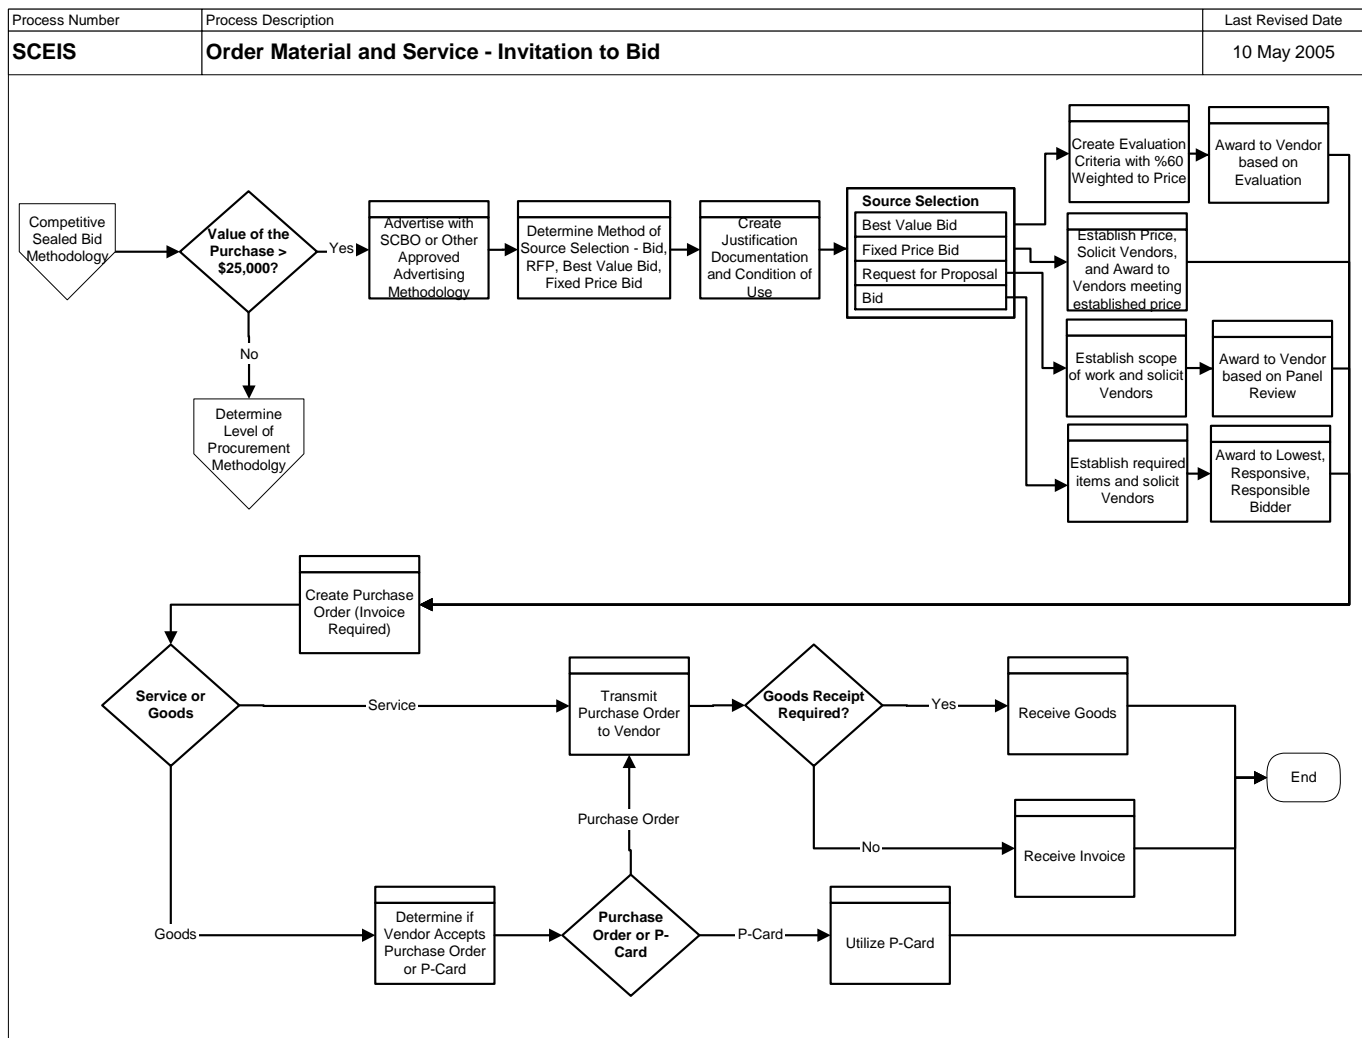 Process Number
Process Description
Last Revised Date
SCEIS
Order Material and Service - Invitation to Bid
10 May 2005
Competitive
Sealed Bid
Methodology
Value of the
Purchase >
$25,000?
Yes
No
Determine
Level of
Procurement
Methodolgy
Advertise with
SCBO or Other
Approved
Advertising
Methodology
Determine Method of
Source Selection - Bid,
RFP, Best Value Bid,
Fixed Price Bid
Create
Justification
Documentation
and Condition of
Use
Source Selection
Best Value Bid
Fixed Price Bid
Request for Proposal
Bid
Create Evaluation
Criteria with %60
Weighted to Price
Award to Vendor
based on
Evaluation
Establish Price,
Solicit Vendors,
and Award to
Vendors meeting
established price
Establish scope
of work and solicit
Vendors
Award to Vendor
based on Panel
Review
Establish required
items and solicit
Vendors
Award to Lowest,
Responsive,
Responsible
Bidder
Create Purchase
Order (Invoice
Required)
Service or
Goods
Service
Transmit
Purchase Order
to Vendor
Goods Receipt
Required?
Yes
Receive Goods
End
Purchase Order
No
Receive Invoice
Goods
Determine if
Vendor Accepts
Purchase Order
or P-Card
Purchase
Order or P-
Card
P-Card
Utilize P-Card